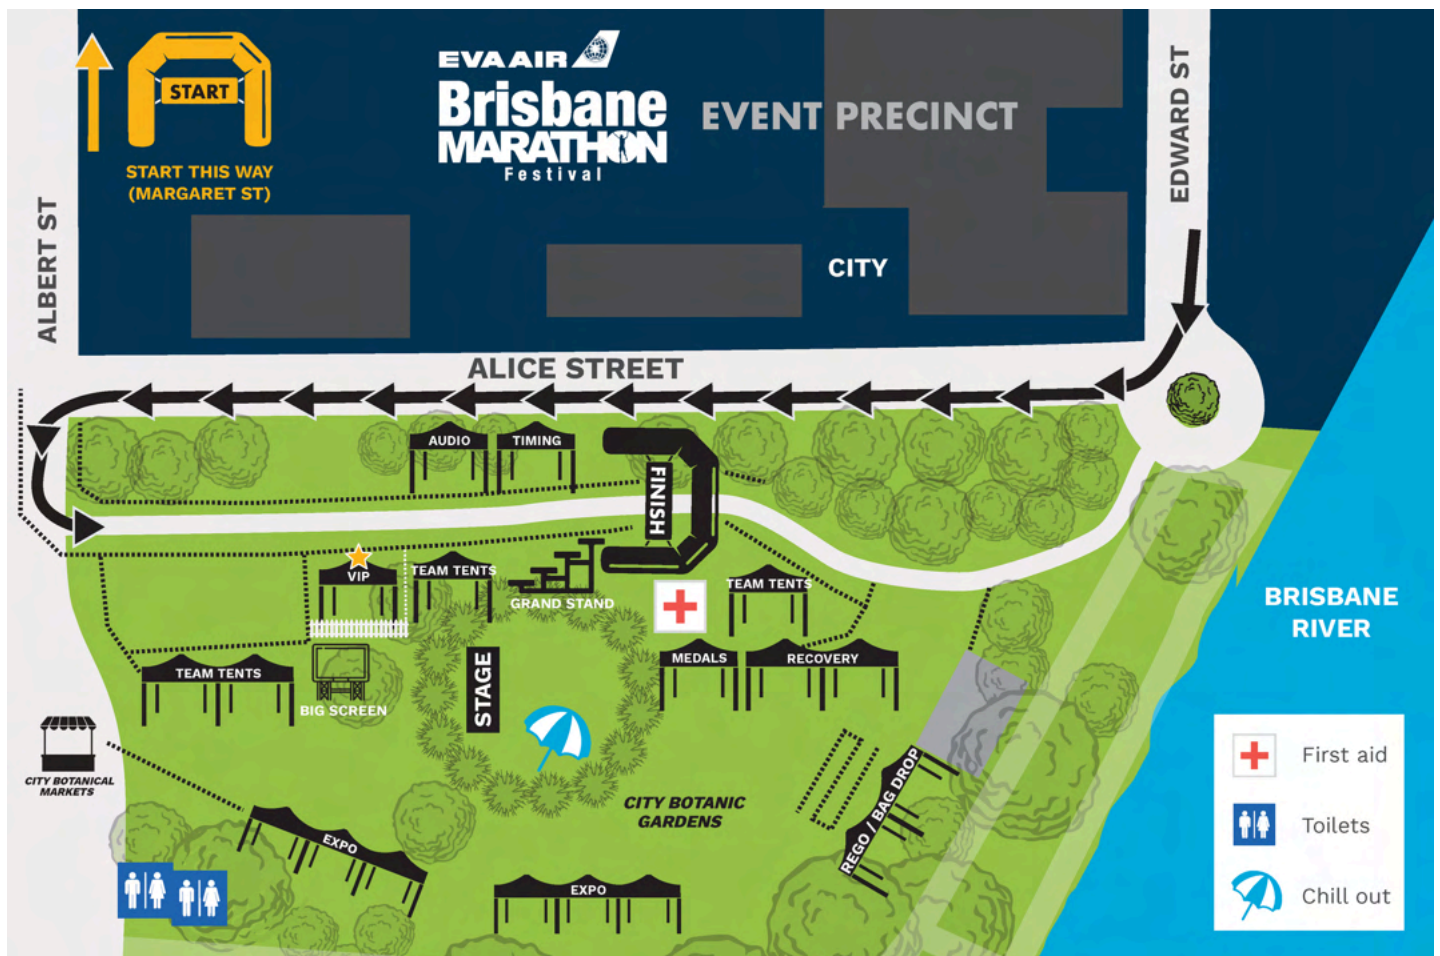 EVA AIR
Brisbane
MARATHON
Festival
EVENT PRECINCT
START
START THIS WAY
(MARGARET ST)
ALBERT ST
EDWARD ST
CITY
ALICE STREET
AUDIO
TIMING
FINISH
VIP
TEAM TENTS
GRAND STAND
TEAM TENTS
MEDALS
RECOVERY
TEAM TENTS
BIG SCREEN
STAGE
BRISBANE
RIVER
CITY BOTANICAL
MARKETS
CITY BOTANIC
GARDENS
REGO / BAG DROP
EXPO
EXPO
First aid
Toilets
Chill out